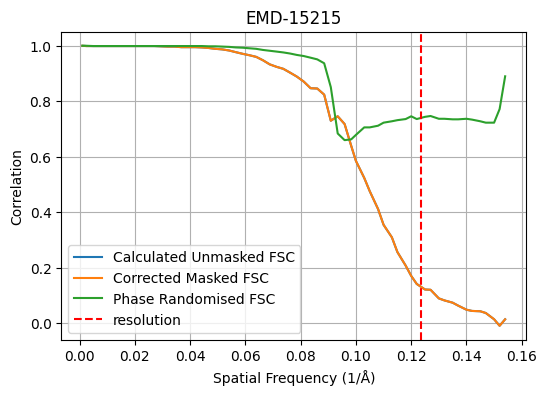 EMD-15215
1.0
0.8
0.6
0.4
0.2
0.0
Correlation
Calculated Unmasked FSC
Corrected Masked FSC
Phase Randomised FSC
resolution
0.00 0.02 0.04 0.06 0.08 0.10 0.12 0.14 0.16
Spatial Frequency (1/Å)